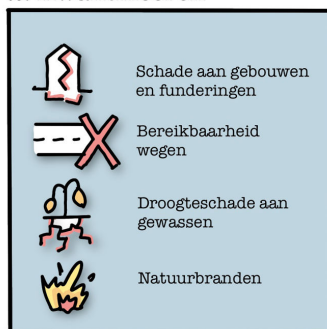 Schade aan gebouwen
en funderingen
Bereikbaarheid
wegen
Droogteschade aan
gewassen
Natuurbranden